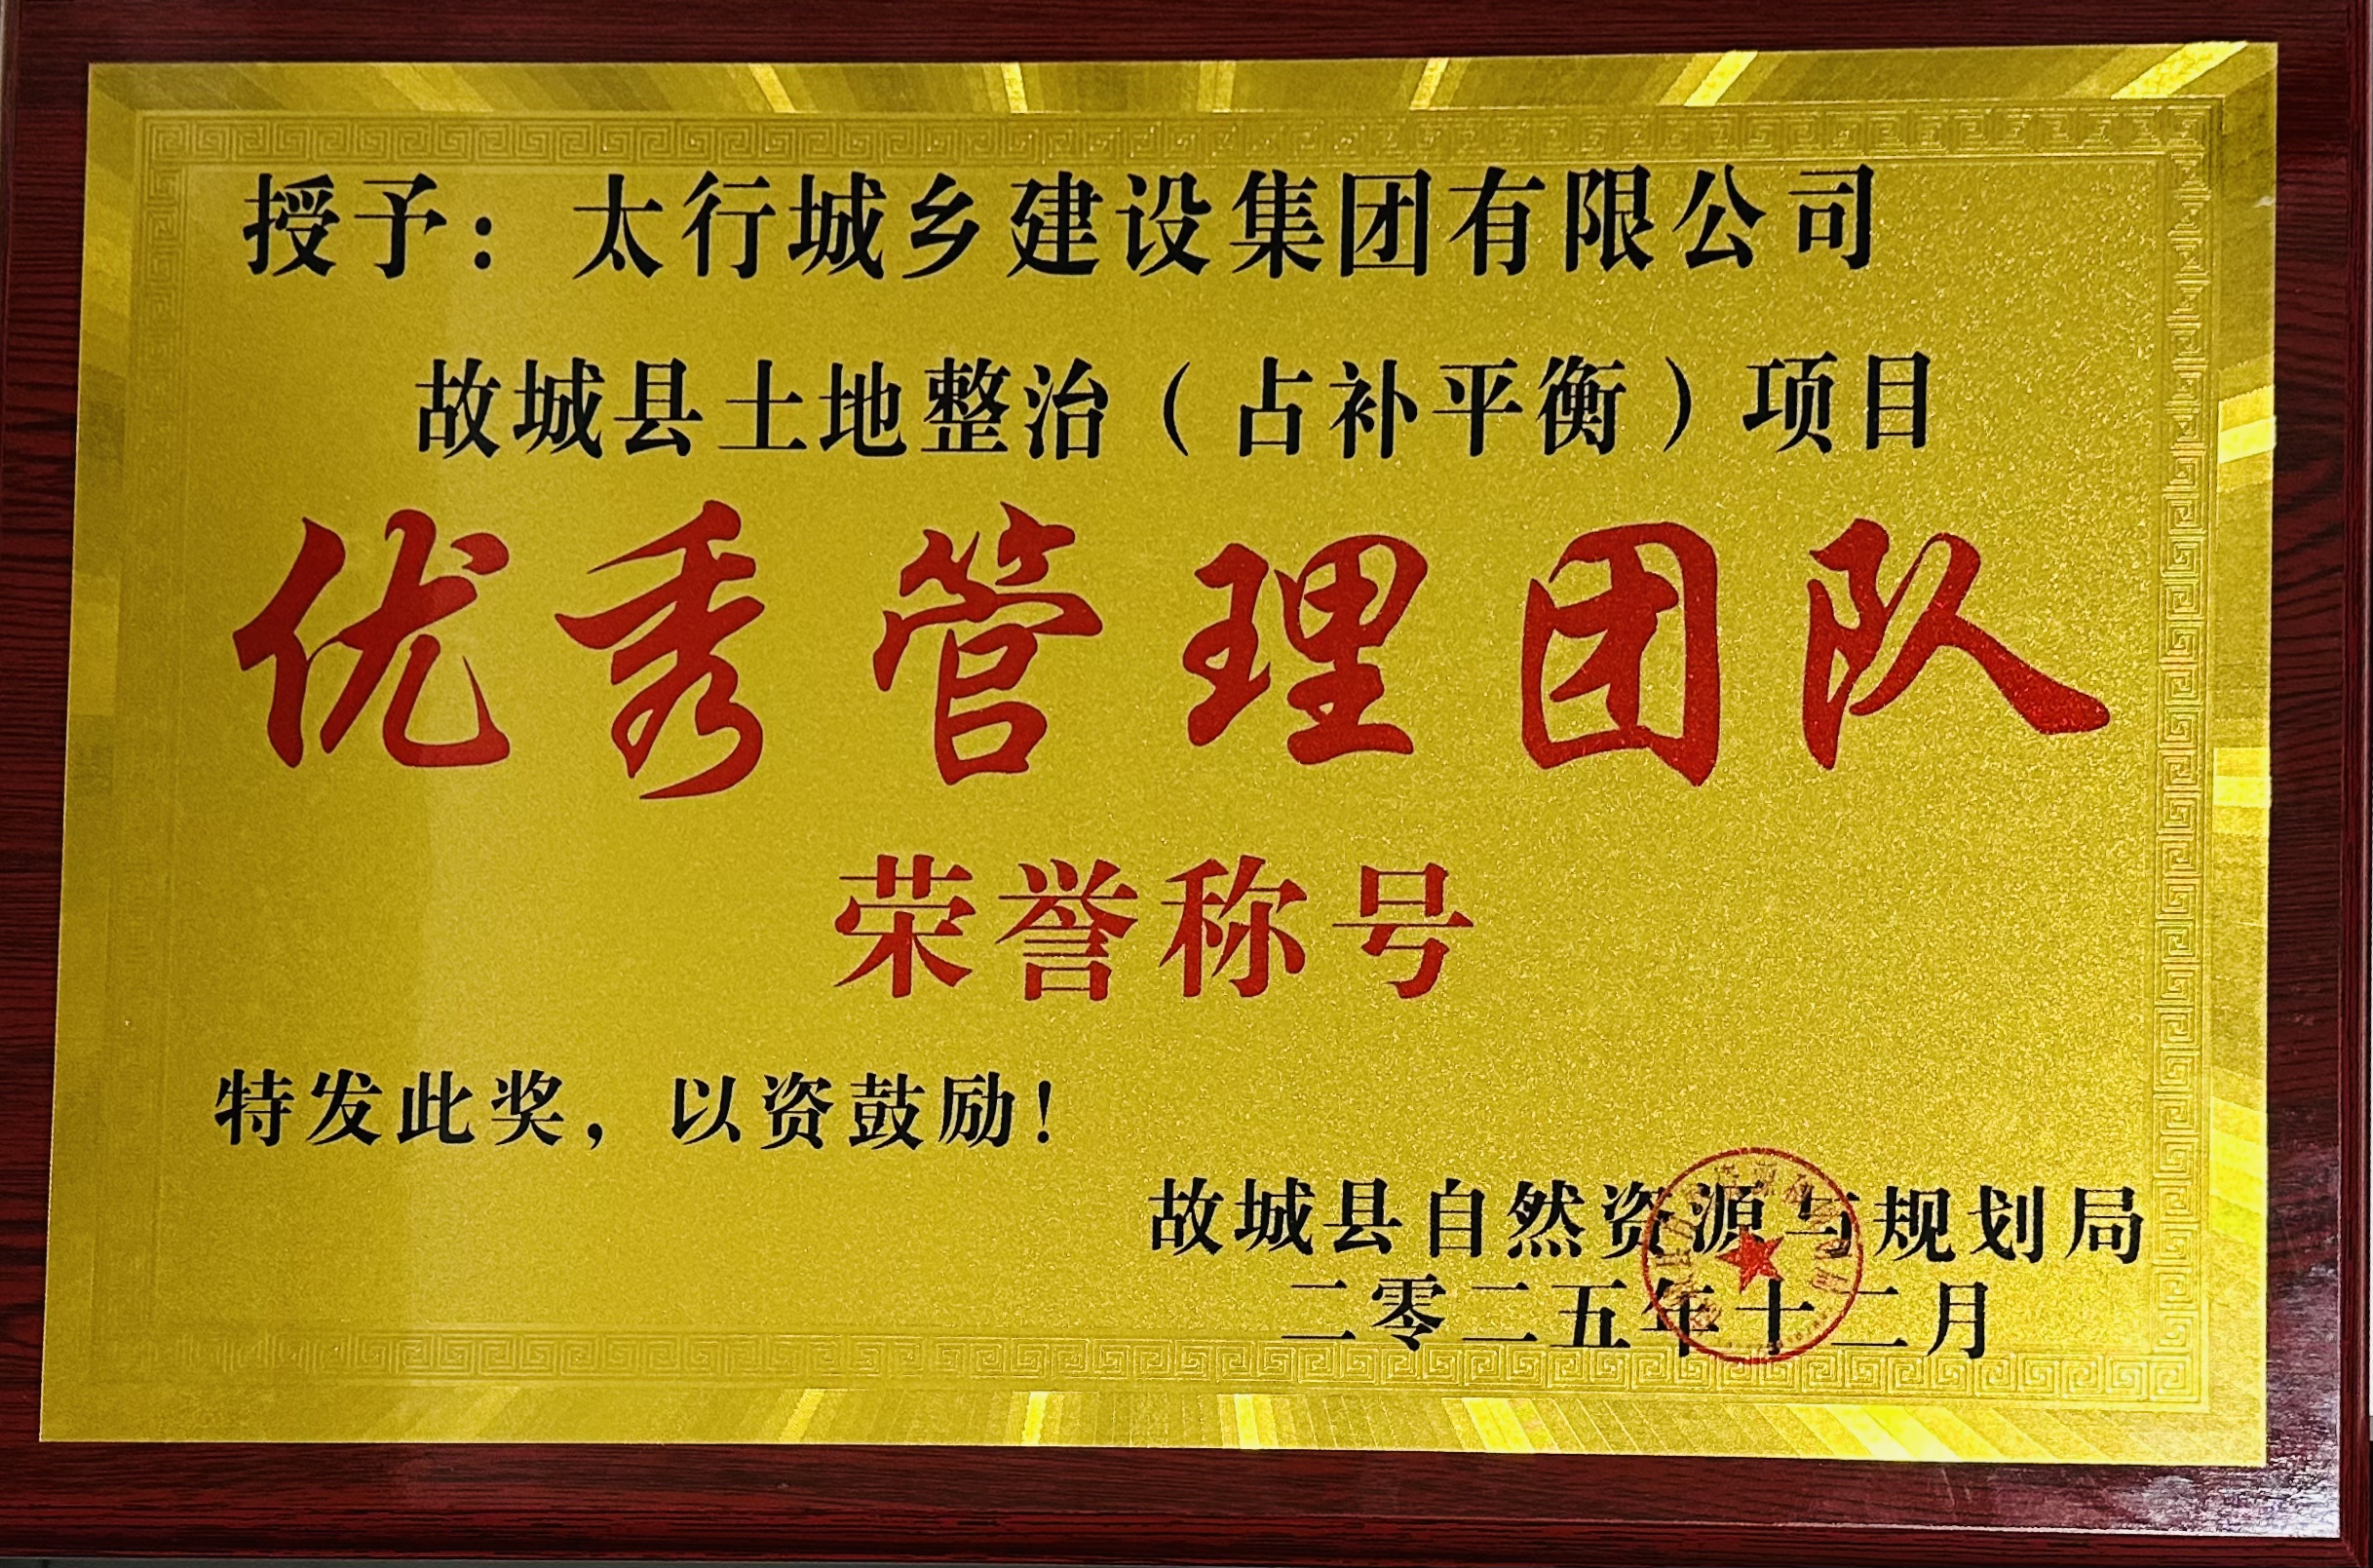 授予：太行城乡建设集团有限公司
故城县土地整治（占补平衡）项目
优秀管理团队
荣誉称号
特发此奖，以资鼓励！
故城县自然资源与规划局
二零二五年十二月